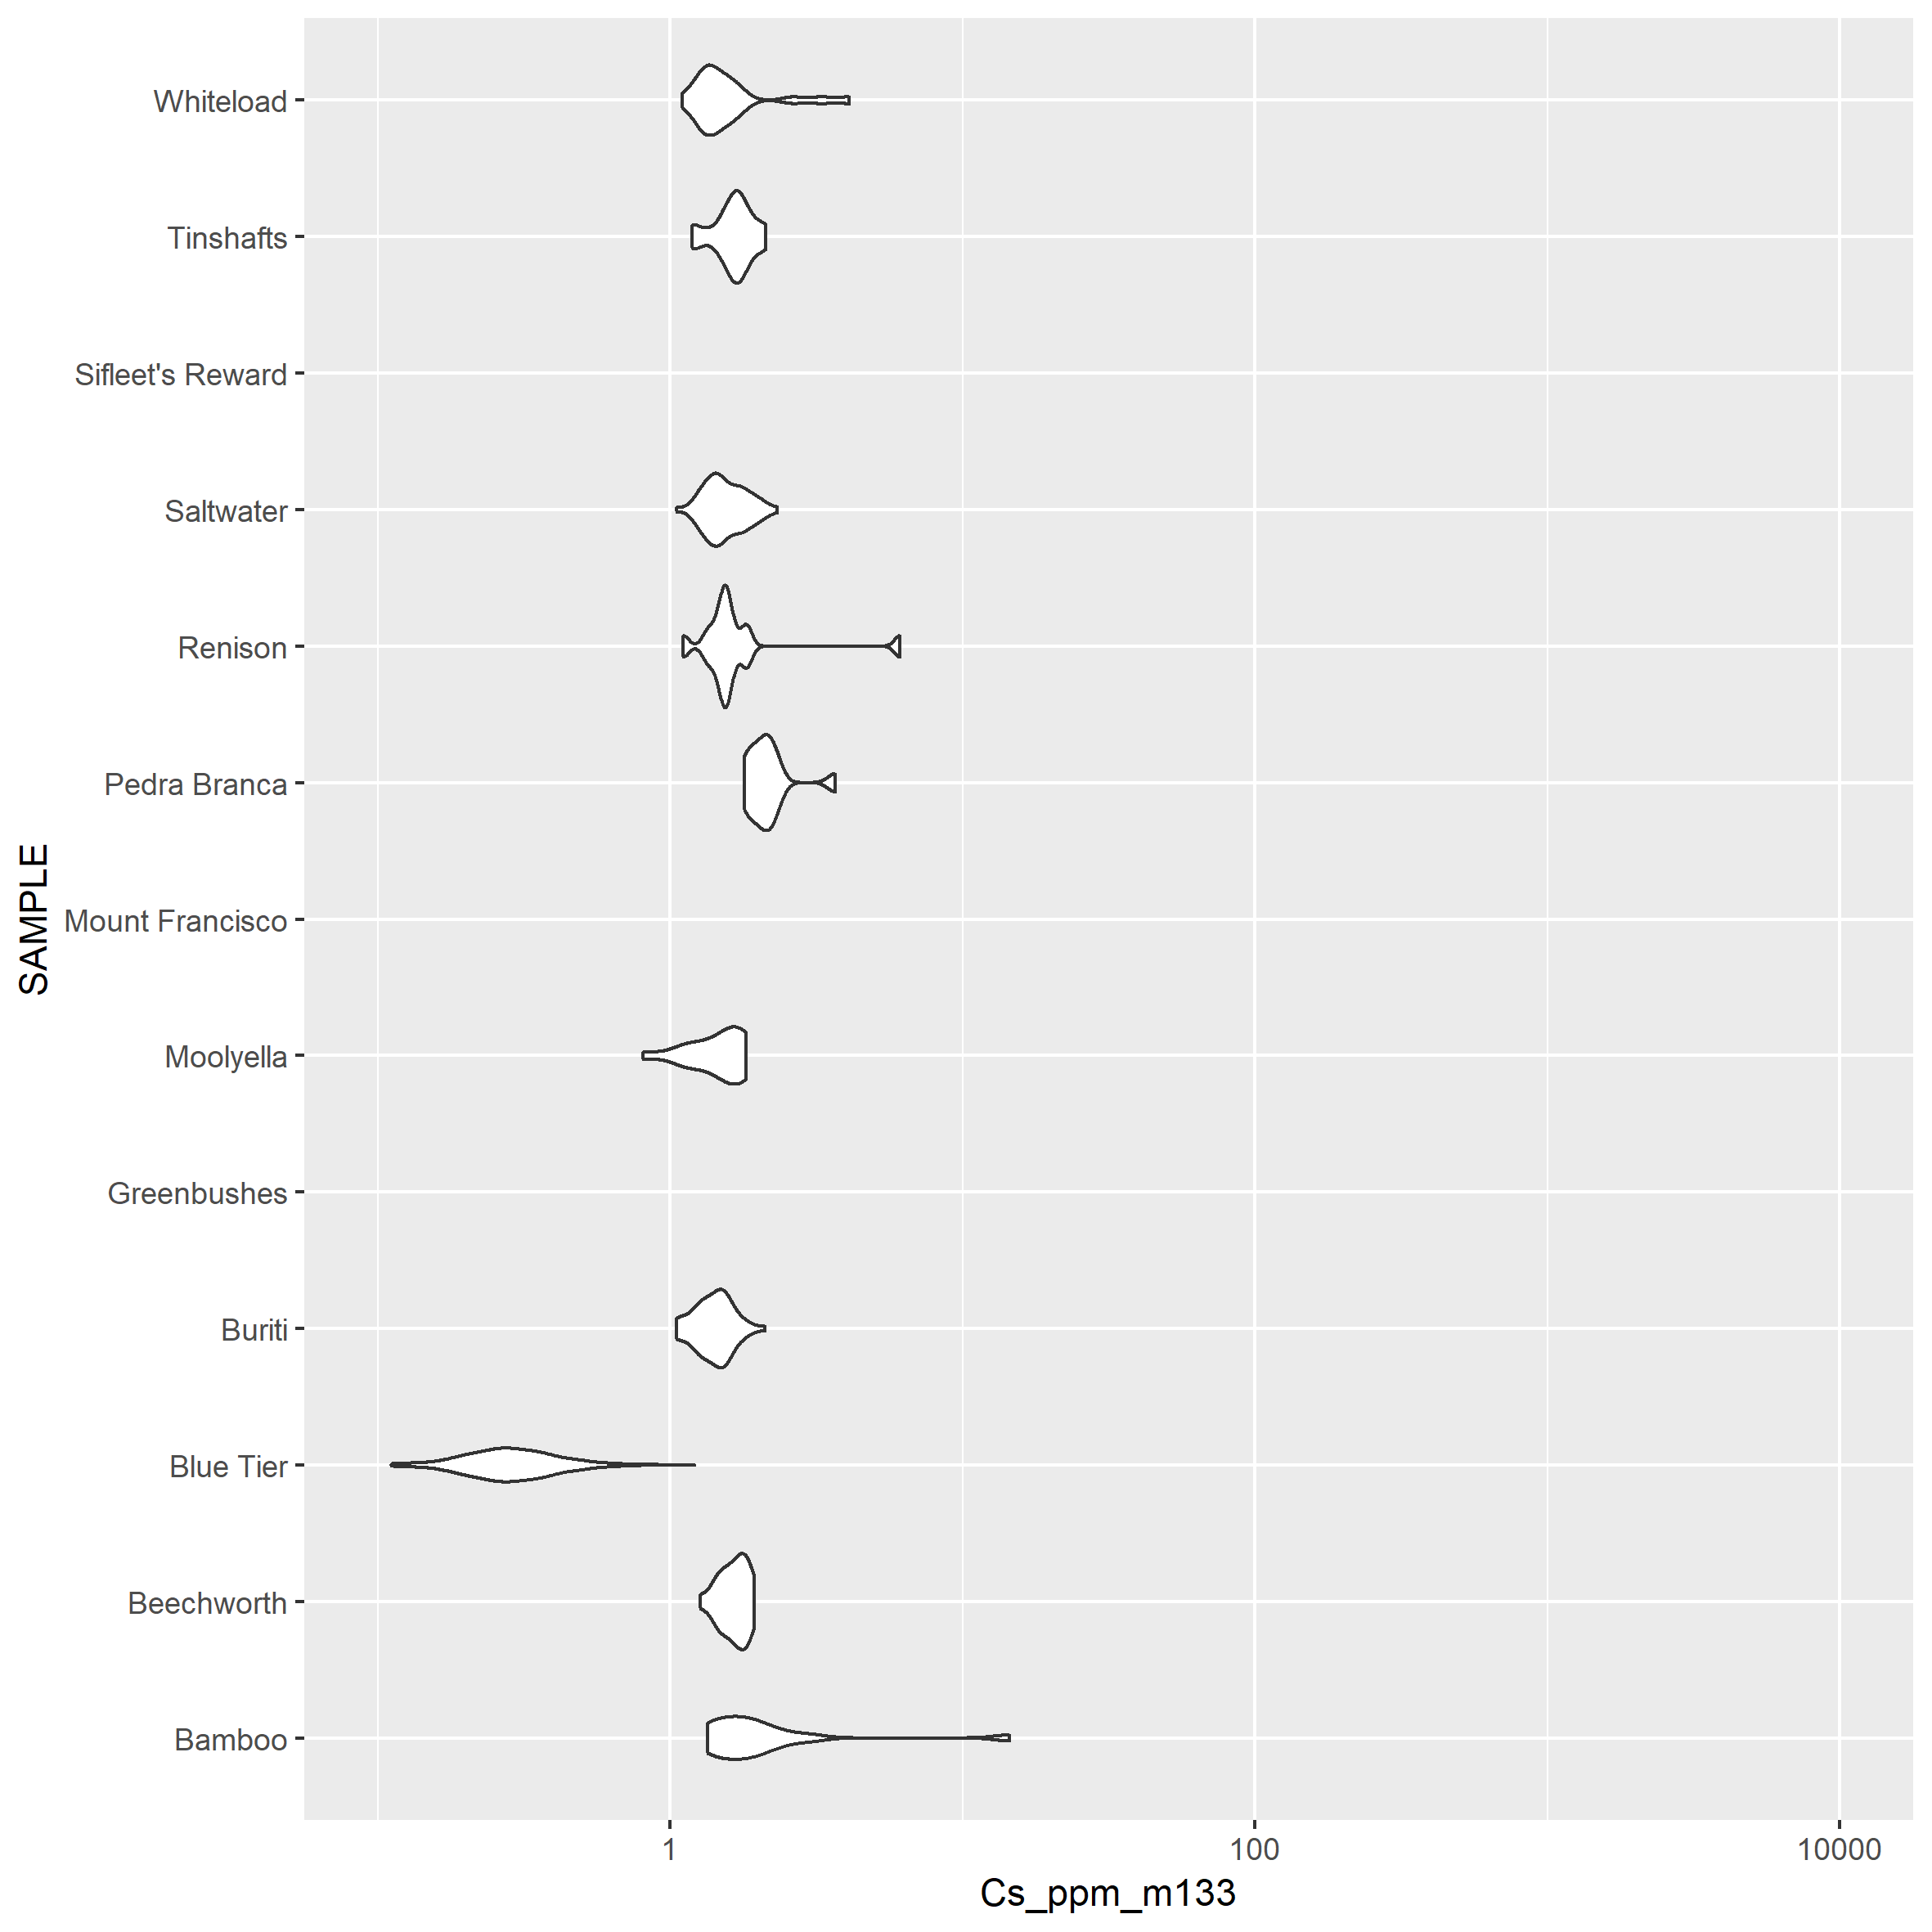 Whiteload
Tinshafts
Sifleet's Reward
Saltwater
Renison
Pedra Branca
Mount Francisco
Moolyella
Greenbushes
Buriti
Blue Tier
Beechworth
Bamboo
SAMPLE
1
100
10000
Cs_ppm_m133